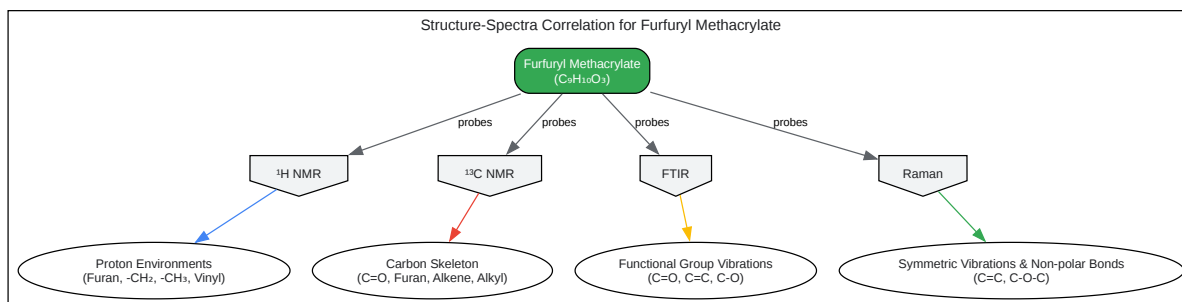 Structure-Spectra Correlation for Furfuryl Methacrylate
Furfuryl Methacrylate
(C₉H₁₀O₃)
probes
probes
probes
probes
¹H NMR
¹³C NMR
FTIR
Raman
Proton Environments
(Furan, -CH₂, -CH₃, Vinyl)
Carbon Skeleton
(C=O, Furan, Alkene, Alkyl)
Functional Group Vibrations
(C=O, C=C, C-O)
Symmetric Vibrations & Non-polar Bonds
(C=C, C-O-C)